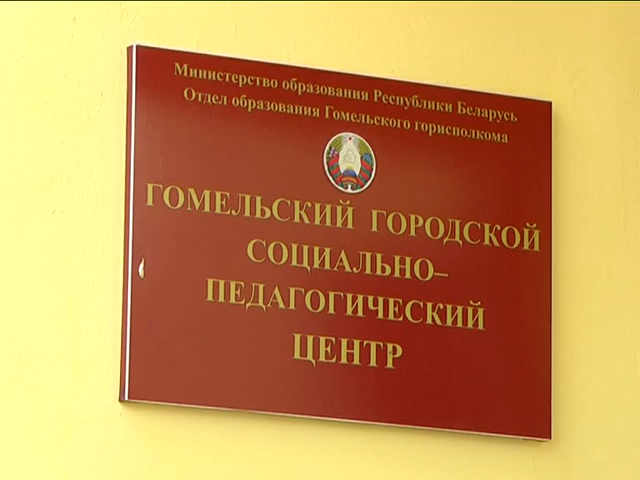 Министерство образования Республики Беларусь
Отдел образования Гомельского горисполкома
ГОМЕЛЬСКИЙ ГОРОДСКОЙ
СОЦИАЛЬНО–
ПЕДАГОГИЧЕСКИЙ
ЦЕНТР